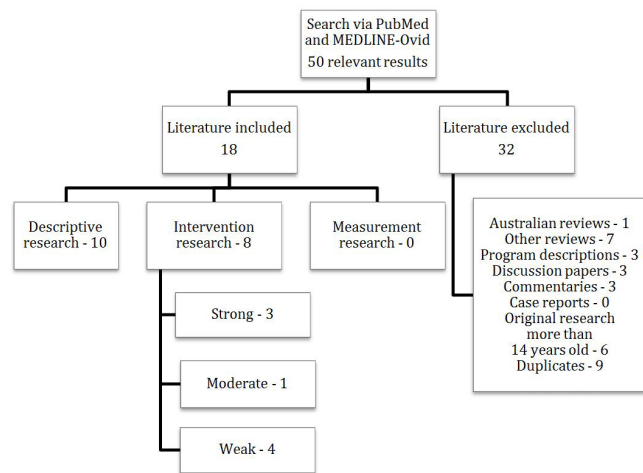 Search via PubMed
and MEDLINE-Ovid
50 relevant results
Literature included
18
Literature excluded
32
Descriptive
research - 10
Intervention
research - 8
Measurement
research - 0
Strong - 3
Moderate - 1
Weak - 4
Australian reviews - 1
Other reviews - 7
Program descriptions - 3
Discussion papers - 3
Commentaries - 3
Case reports - 0
Original research
more than
14 years old - 6
Duplicates - 9